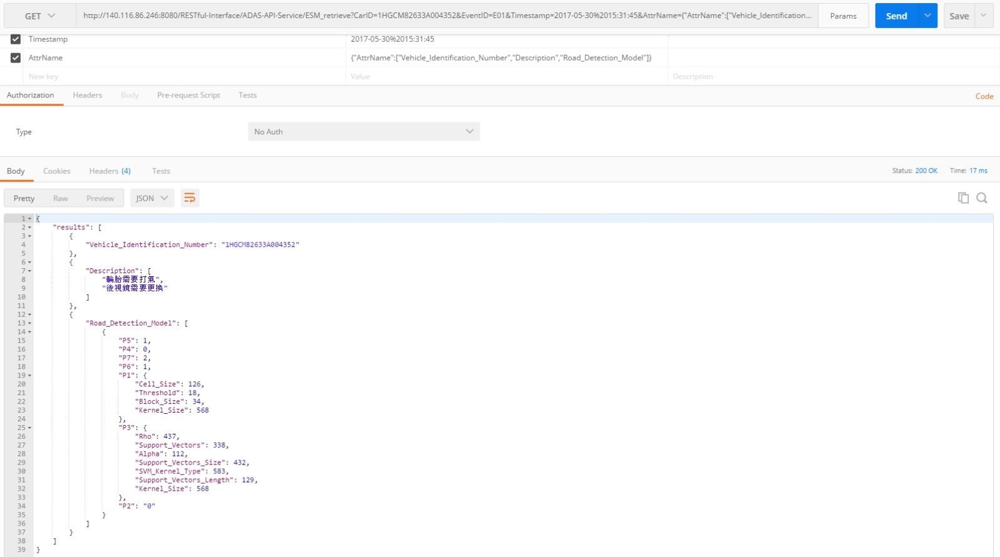 GET http://140.116.86.246:8080/RESTful-Interface/ADAS-API-Service/ESM_retrieve?CarID=1HGCM82633A004352&EventID=E01&Timestamp=2017-05-30%2015:31:45&AttrName={"AttrName":["Vehicle_Identification... Params Send Save
Timestamp 2017-05-30%2015:31:45
AttrName {"AttrName":["Vehicle_Identification_Number","Description","Road_Detection_Model"]}
New key Value Description
Authorization Headers Body Pre-request Script Tests Code
Type No Auth
Body Cookies Headers (4) Tests Status: 200 OK Time: 17 ms
Pretty Raw Preview JSON
1 {
2 "results": [
3 {
4 "Vehicle_Identification_Number": "1HGCM82633A004352"
5 },
6 {
7 "Description": [
8 "輪胎需要打氣",
9 "後視鏡需要更換"
10 ]
11 },
12 {
13 "Road_Detection_Model": [
14 {
15 "P5": 1,
16 "P4": 0,
17 "P7": 2,
18 "P6": 1,
19 "P1": {
20 "Cell_Size": 126,
21 "Threshold": 18,
22 "Block_Size": 34,
23 "Kernel_Size": 568
24 },
25 "P3": {
26 "Rho": 437,
27 "Support_Vectors": 338,
28 "Alpha": 112,
29 "Support_Vectors_Size": 432,
30 "SVM_Kernel_Type": 583,
31 "Support_Vectors_Length": 129,
32 "Kernel_Size": 568
33 },
34 "P2": "0"
35 }
36 ]
37 }
38 ]
39 }